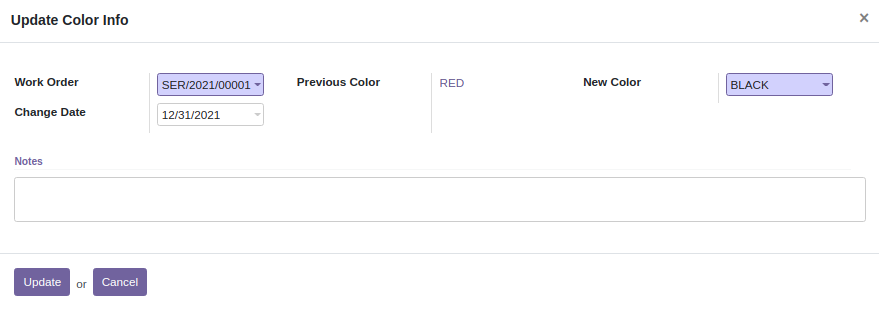 Update Color Info ×
Work Order SER/2021/00001 Previous Color RED New Color BLACK
Change Date 12/31/2021
Notes
Update or Cancel